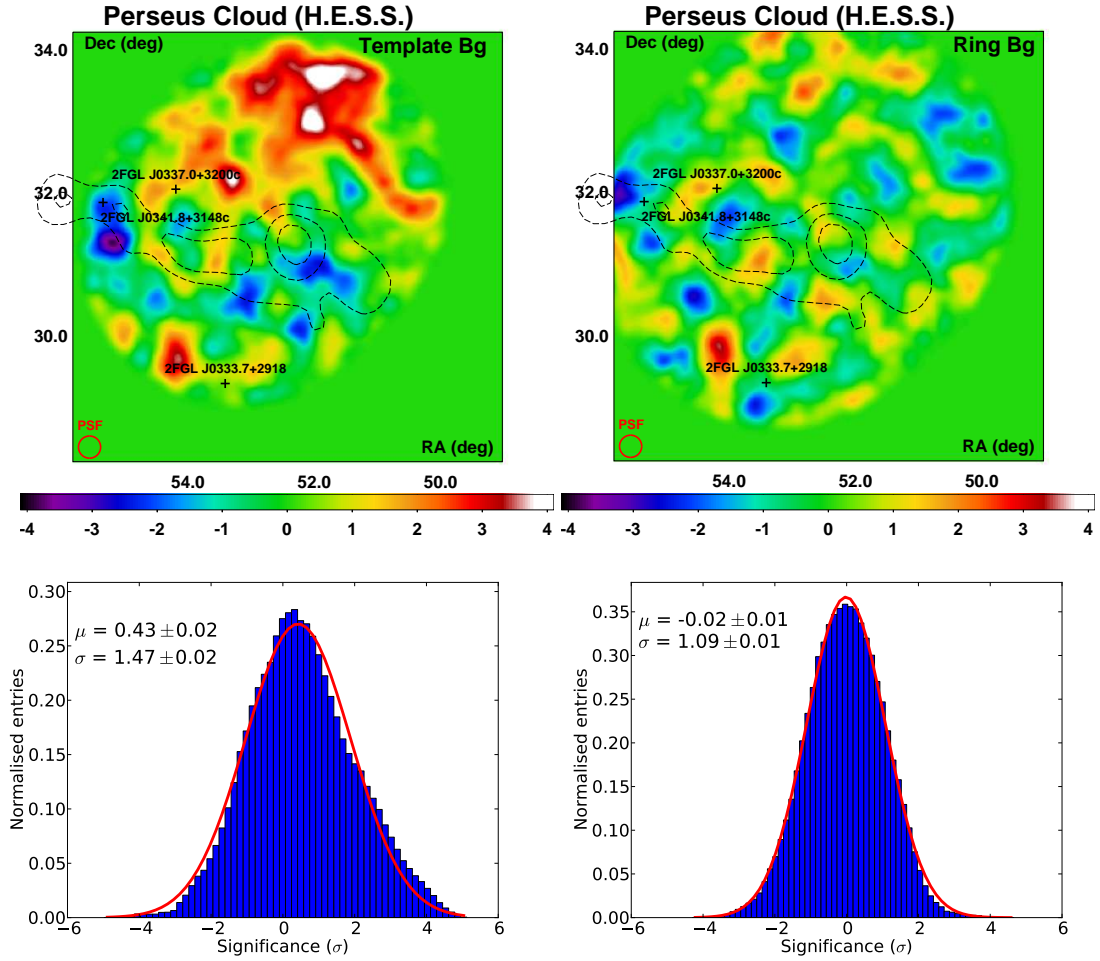 Perseus Cloud (H.E.S.S.)
Dec (deg)
Template Bg
34.0
32.0
30.0
2FGL J0337.0+3200c
2FGL J0341.8+3148c
2FGL J0333.7+2918
PSF
RA (deg)
54.0 52.0 50.0
-4 -3 -2 -1 0 1 2 3 4
Perseus Cloud (H.E.S.S.)
Dec (deg)
Ring Bg
34.0
32.0
30.0
2FGL J0337.0+3200c
2FGL J0341.8+3148c
2FGL J0333.7+2918
PSF
RA (deg)
54.0 52.0 50.0
-4 -3 -2 -1 0 1 2 3 4
Normalised entries
0.30
0.25
0.20
0.15
0.10
0.05
0.00
μ = 0.43±0.02
σ = 1.47±0.02
−6 −4 −2 0 2 4 6
Significance (σ)
Normalised entries
0.35
0.30
0.25
0.20
0.15
0.10
0.05
0.00
μ = -0.02±0.01
σ = 1.09±0.01
−6 −4 −2 0 2 4 6
Significance (σ)